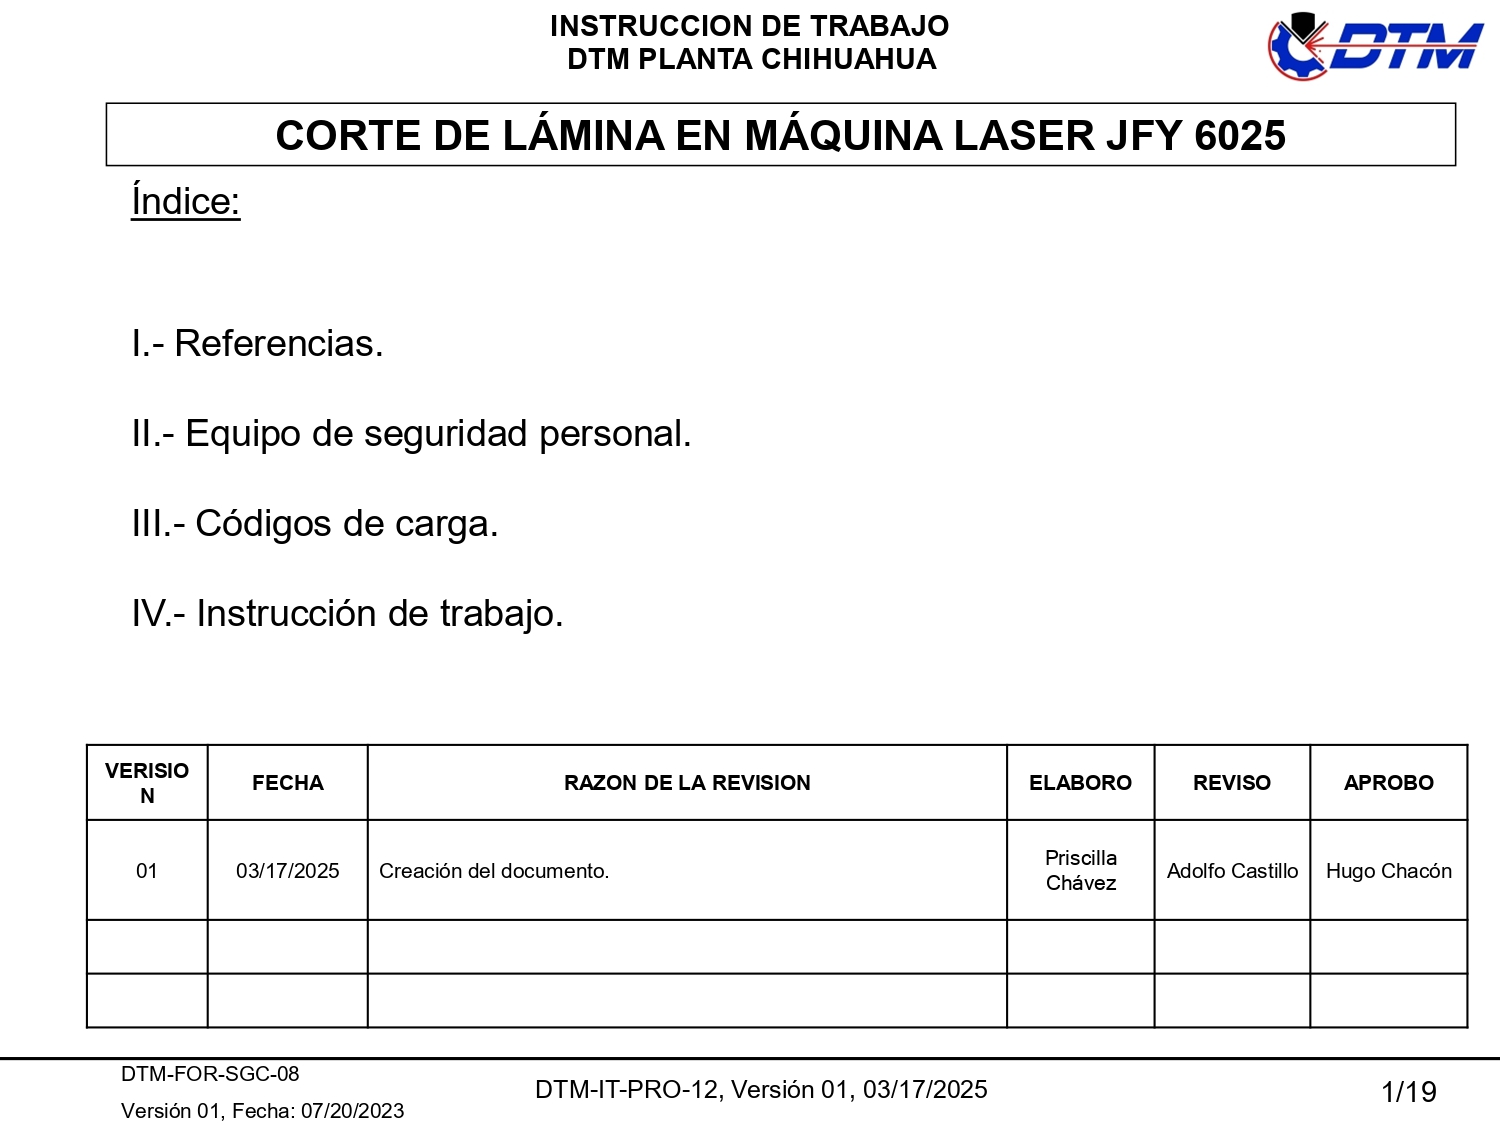 INSTRUCCION DE TRABAJO
DTM PLANTA CHIHUAHUA
DTM
CORTE DE LÁMINA EN MÁQUINA LASER JFY 6025
Índice:
I.- Referencias.
II.- Equipo de seguridad personal.
III.- Códigos de carga.
IV.- Instrucción de trabajo.
VERISIO
N
FECHA
RAZON DE LA REVISION
ELABORO
REVISO
APROBO
01
03/17/2025
Creación del documento.
Priscilla
Chávez
Adolfo Castillo
Hugo Chacón
DTM-FOR-SGC-08
Versión 01, Fecha: 07/20/2023
DTM-IT-PRO-12, Versión 01, 03/17/2025
1/19